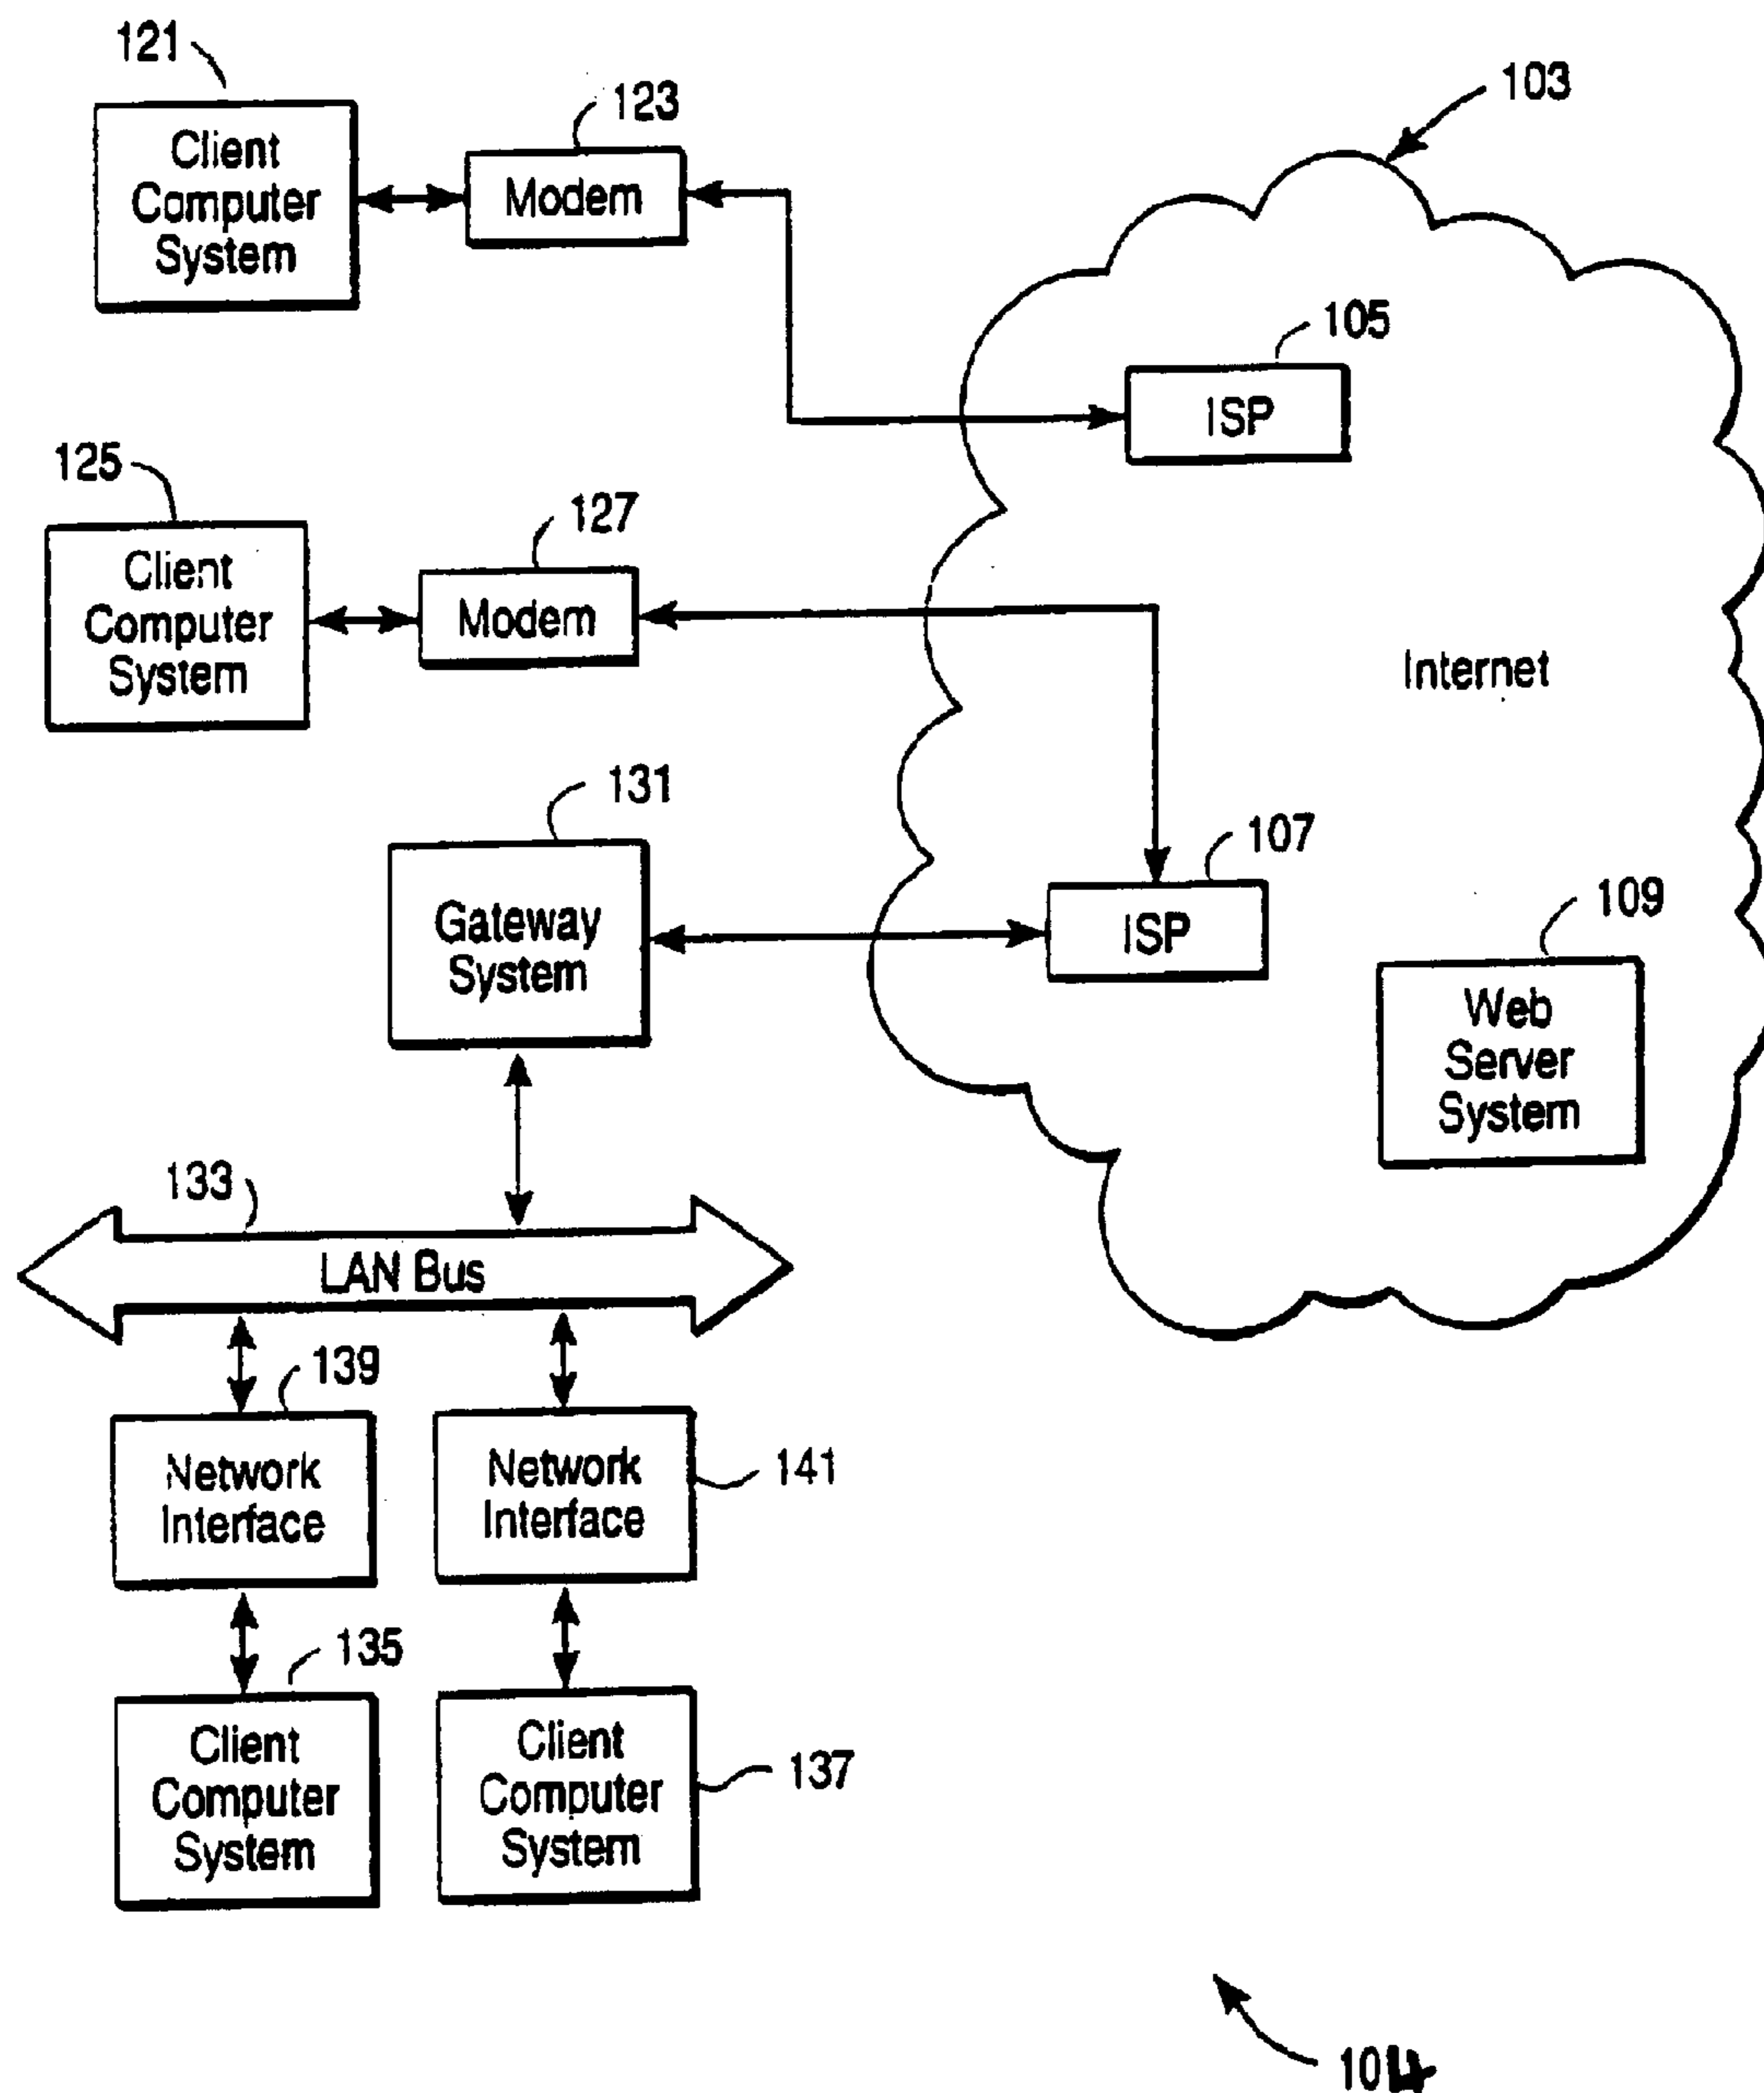 121
Client
Computer
System
123
Modem
103
105
ISP
125
Client
Computer
System
127
Modem
Internet
131
Gateway
System
107
ISP
109
Web
Server
System
133
LAN Bus
139
Network
Interface
141
Network
Interface
135
Client
Computer
System
137
Client
Computer
System
104